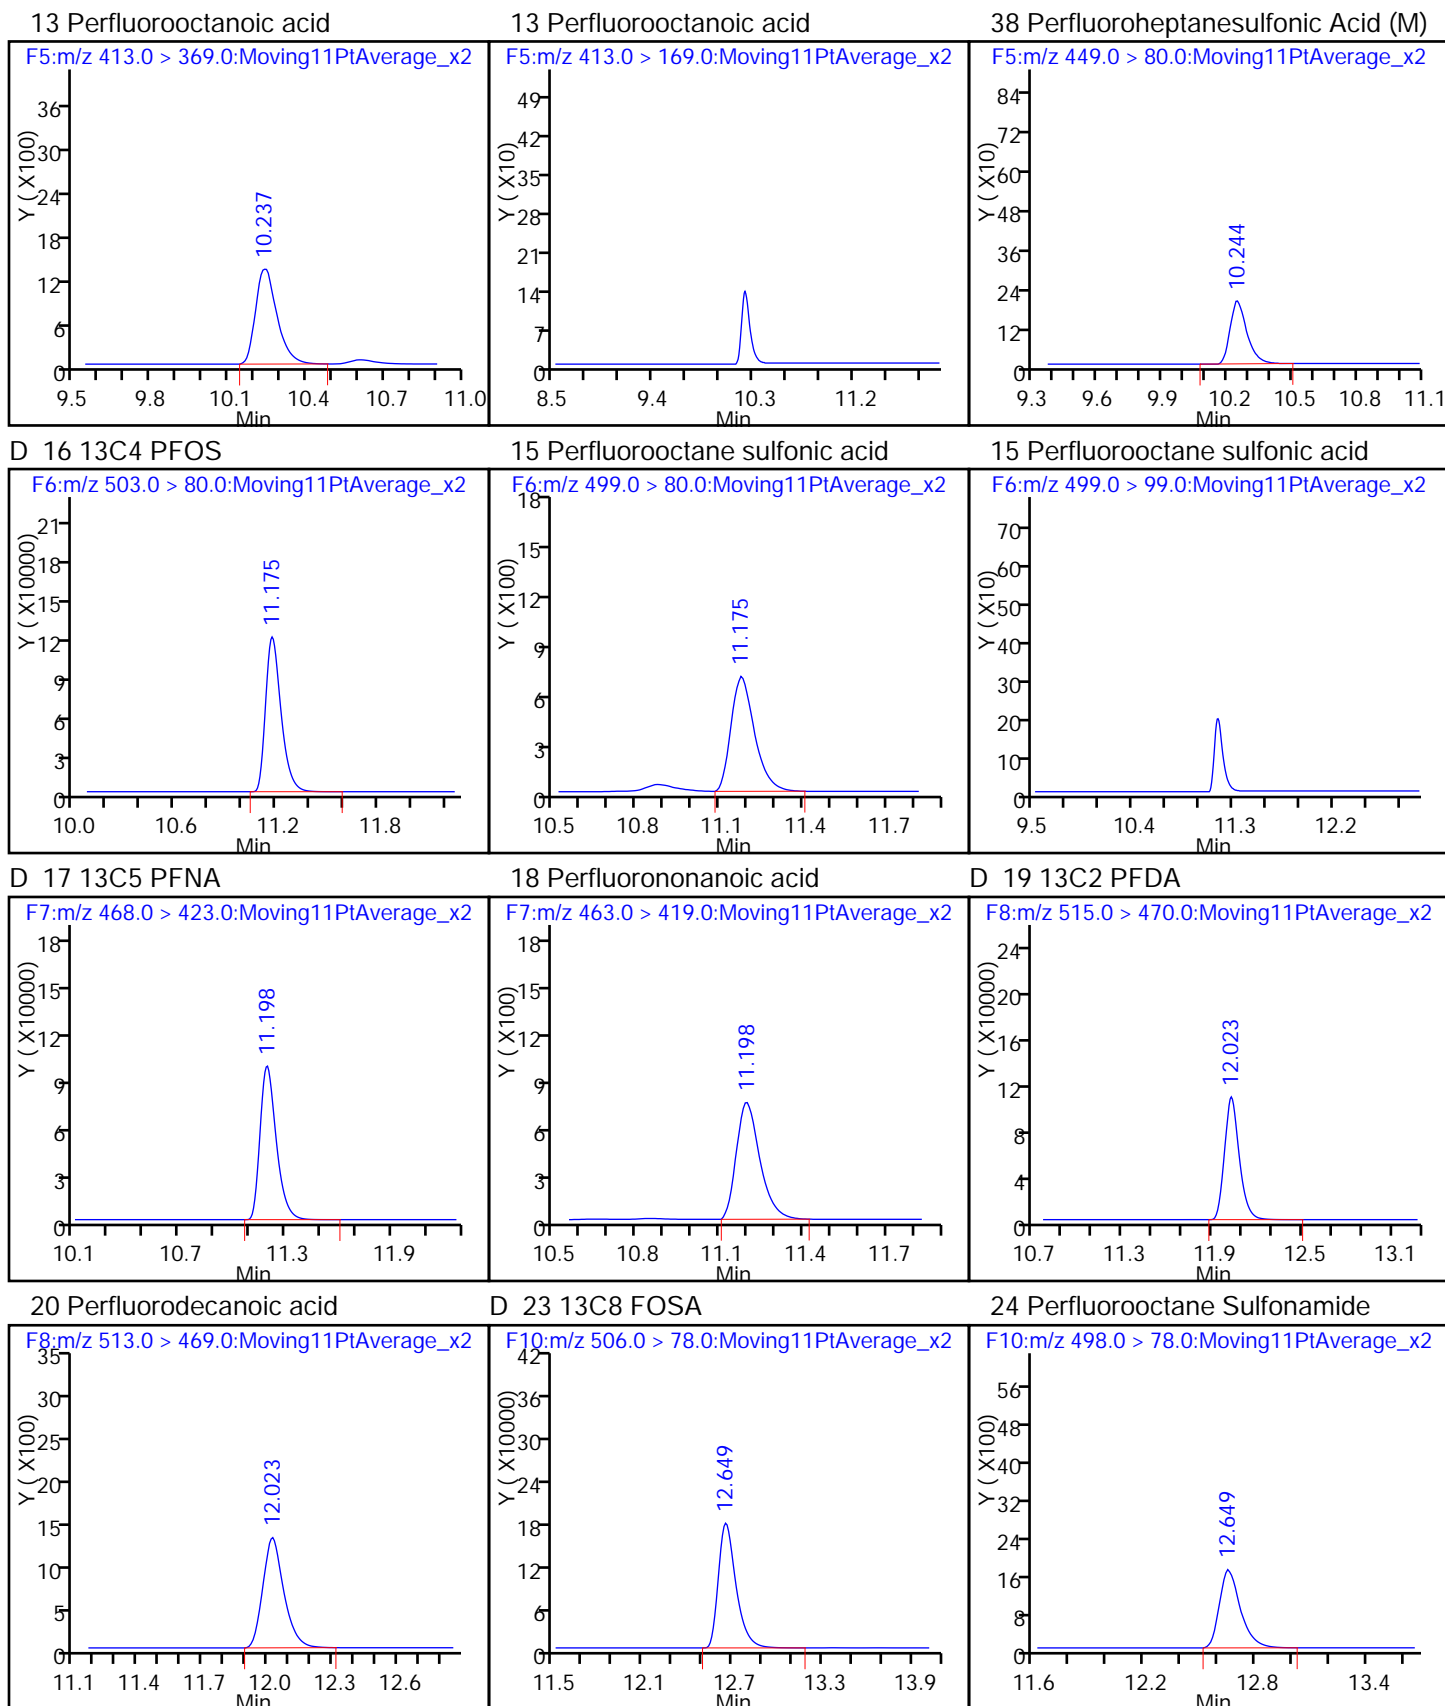 13 Perfluorooctanoic acid
F5:m/z 413.0 > 369.0:Moving11PtAverage_x2
Y ( X100)
36
30
24
18
12
6
0
10.237
9.5 9.8 10.1 10.4 10.7 11.0
Min
13 Perfluorooctanoic acid
F5:m/z 413.0 > 169.0:Moving11PtAverage_x2
Y ( X10)
49
42
35
28
21
14
7
0
8.5 9.4 10.3 11.2
Min
38 Perfluoroheptanesulfonic Acid (M)
F5:m/z 449.0 > 80.0:Moving11PtAverage_x2
Y ( X10)
84
72
60
48
36
24
12
0
10.244
9.3 9.6 9.9 10.2 10.5 10.8 11.1
Min
D 16 13C4 PFOS
F6:m/z 503.0 > 80.0:Moving11PtAverage_x2
Y ( X10000)
21
18
15
12
9
6
3
0
11.175
10.0 10.6 11.2 11.8
Min
15 Perfluorooctane sulfonic acid
F6:m/z 499.0 > 80.0:Moving11PtAverage_x2
Y ( X100)
18
15
12
9
6
3
0
11.175
10.5 10.8 11.1 11.4 11.7
Min
15 Perfluorooctane sulfonic acid
F6:m/z 499.0 > 99.0:Moving11PtAverage_x2
Y ( X10)
70
60
50
40
30
20
10
0
9.5 10.4 11.3 12.2
Min
D 17 13C5 PFNA
F7:m/z 468.0 > 423.0:Moving11PtAverage_x2
Y ( X10000)
18
15
12
9
6
3
0
11.198
10.1 10.7 11.3 11.9
Min
18 Perfluorononanoic acid
F7:m/z 463.0 > 419.0:Moving11PtAverage_x2
Y ( X100)
18
15
12
9
6
3
0
11.198
10.5 10.8 11.1 11.4 11.7
Min
D 19 13C2 PFDA
F8:m/z 515.0 > 470.0:Moving11PtAverage_x2
Y ( X10000)
24
20
16
12
8
4
0
12.023
10.7 11.3 11.9 12.5 13.1
Min
20 Perfluorodecanoic acid
F8:m/z 513.0 > 469.0:Moving11PtAverage_x2
Y ( X100)
35
30
25
20
15
10
5
0
12.023
11.1 11.4 11.7 12.0 12.3 12.6
Min
D 23 13C8 FOSA
F10:m/z 506.0 > 78.0:Moving11PtAverage_x2
Y ( X10000)
42
36
30
24
18
12
6
0
12.649
11.5 12.1 12.7 13.3 13.9
Min
24 Perfluorooctane Sulfonamide
F10:m/z 498.0 > 78.0:Moving11PtAverage_x2
Y ( X100)
56
48
40
32
24
16
8
0
12.649
11.6 12.2 12.8 13.4
Min